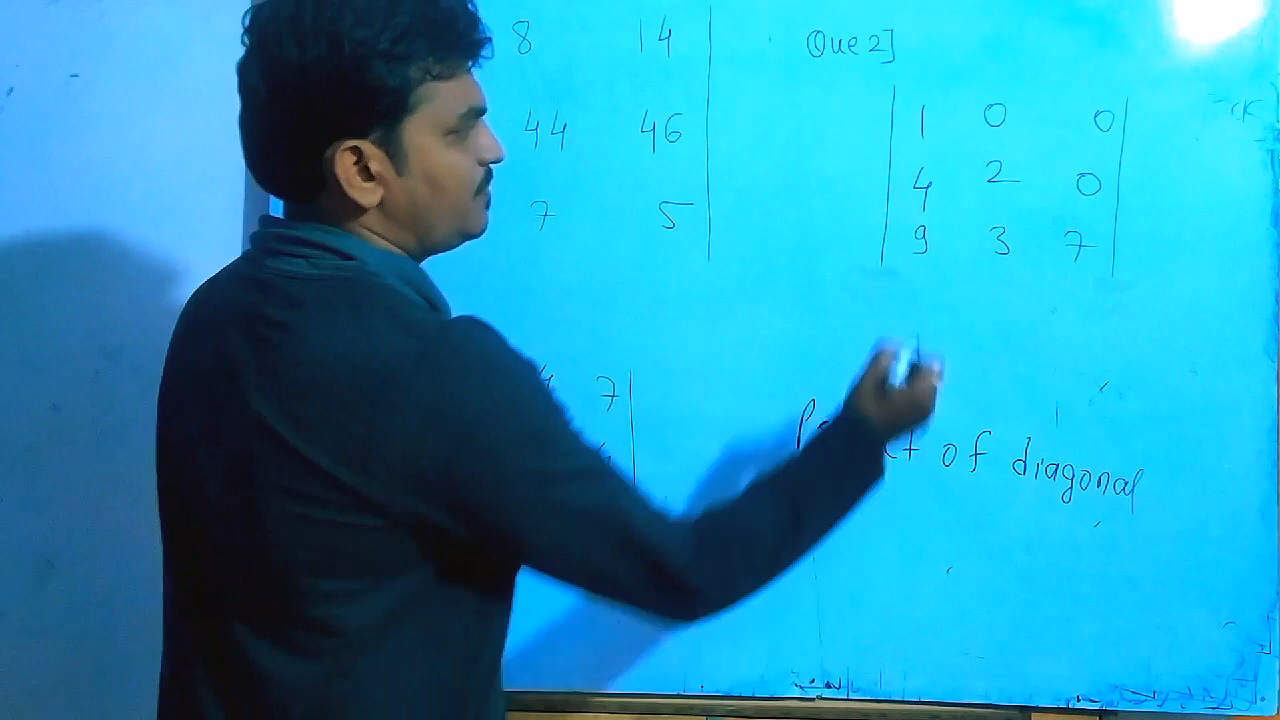 8 14
44 46
7 5
7
Que 2]
1 0 0
4 2 0
9 3 7
of diagonal